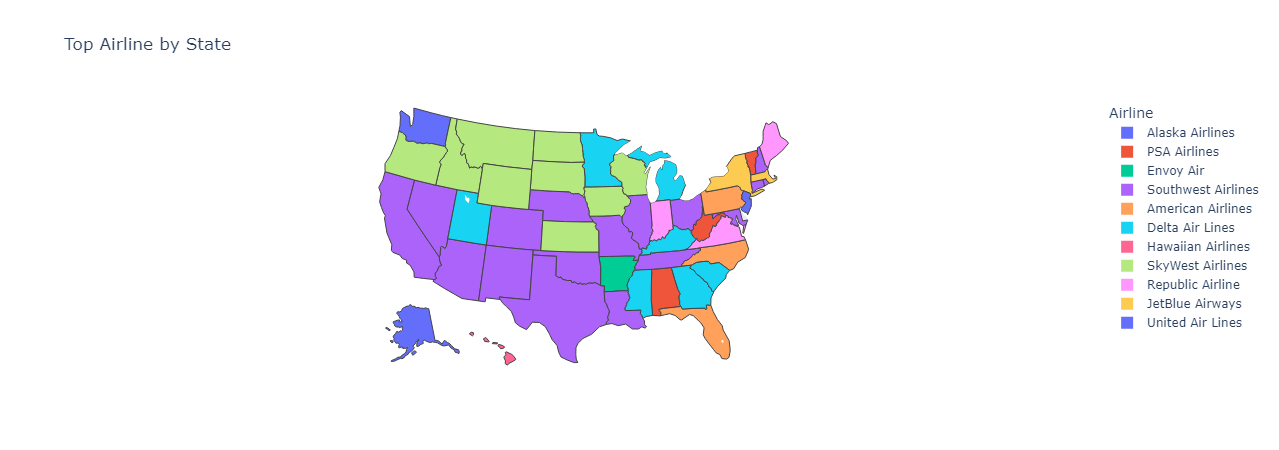 Top Airline by State
Airline
Alaska Airlines
PSA Airlines
Envoy Air
Southwest Airlines
American Airlines
Delta Air Lines
Hawaiian Airlines
SkyWest Airlines
Republic Airline
JetBlue Airways
United Air Lines